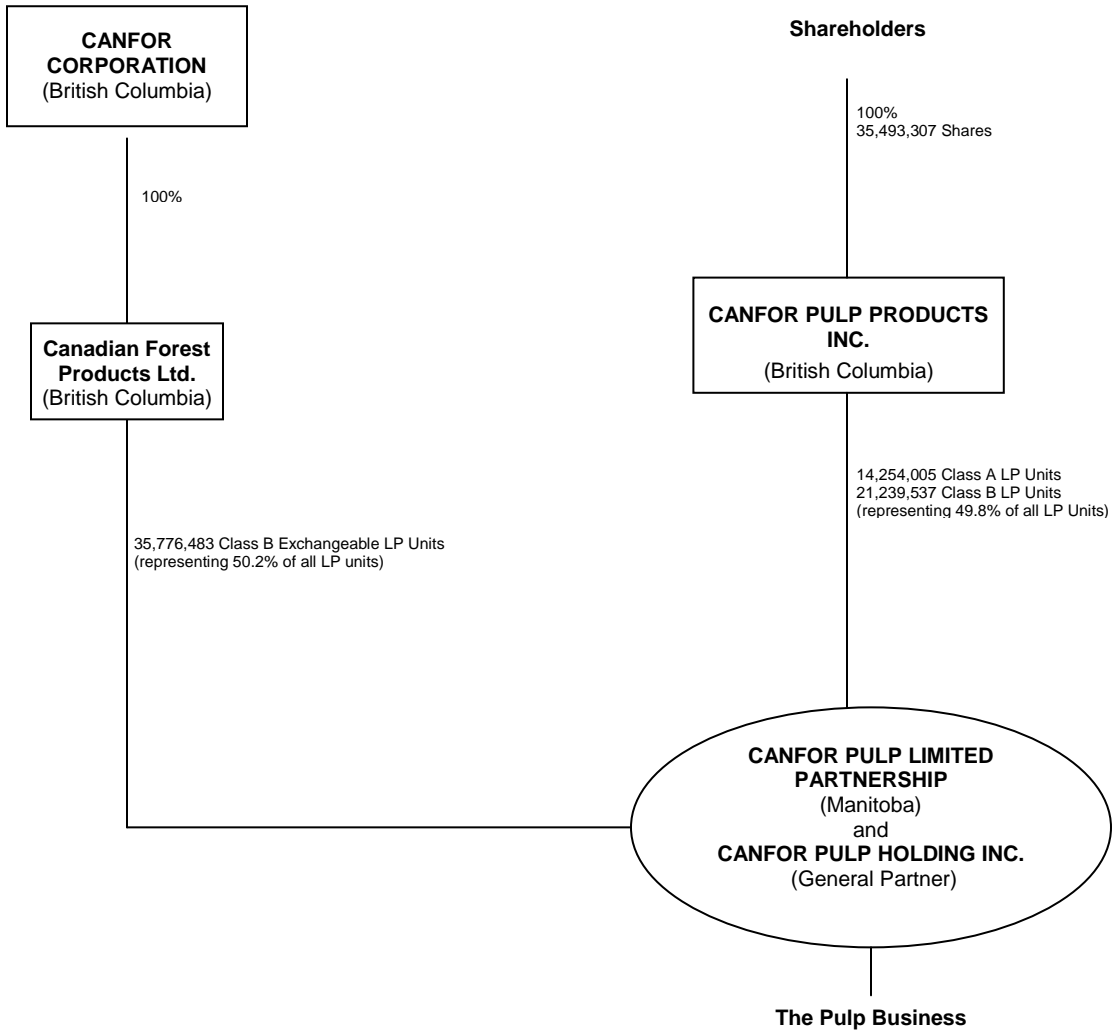 CANFOR
CORPORATION
(British Columbia)
100%
Canadian Forest
Products Ltd.
(British Columbia)
35,776,483 Class B Exchangeable LP Units
(representing 50.2% of all LP units)
Shareholders
100%
35,493,307 Shares
CANFOR PULP PRODUCTS
INC.
(British Columbia)
14,254,005 Class A LP Units
21,239,537 Class B LP Units
(representing 49.8% of all LP Units)
CANFOR PULP LIMITED
PARTNERSHIP
(Manitoba)
and
CANFOR PULP HOLDING INC.
(General Partner)
The Pulp Business